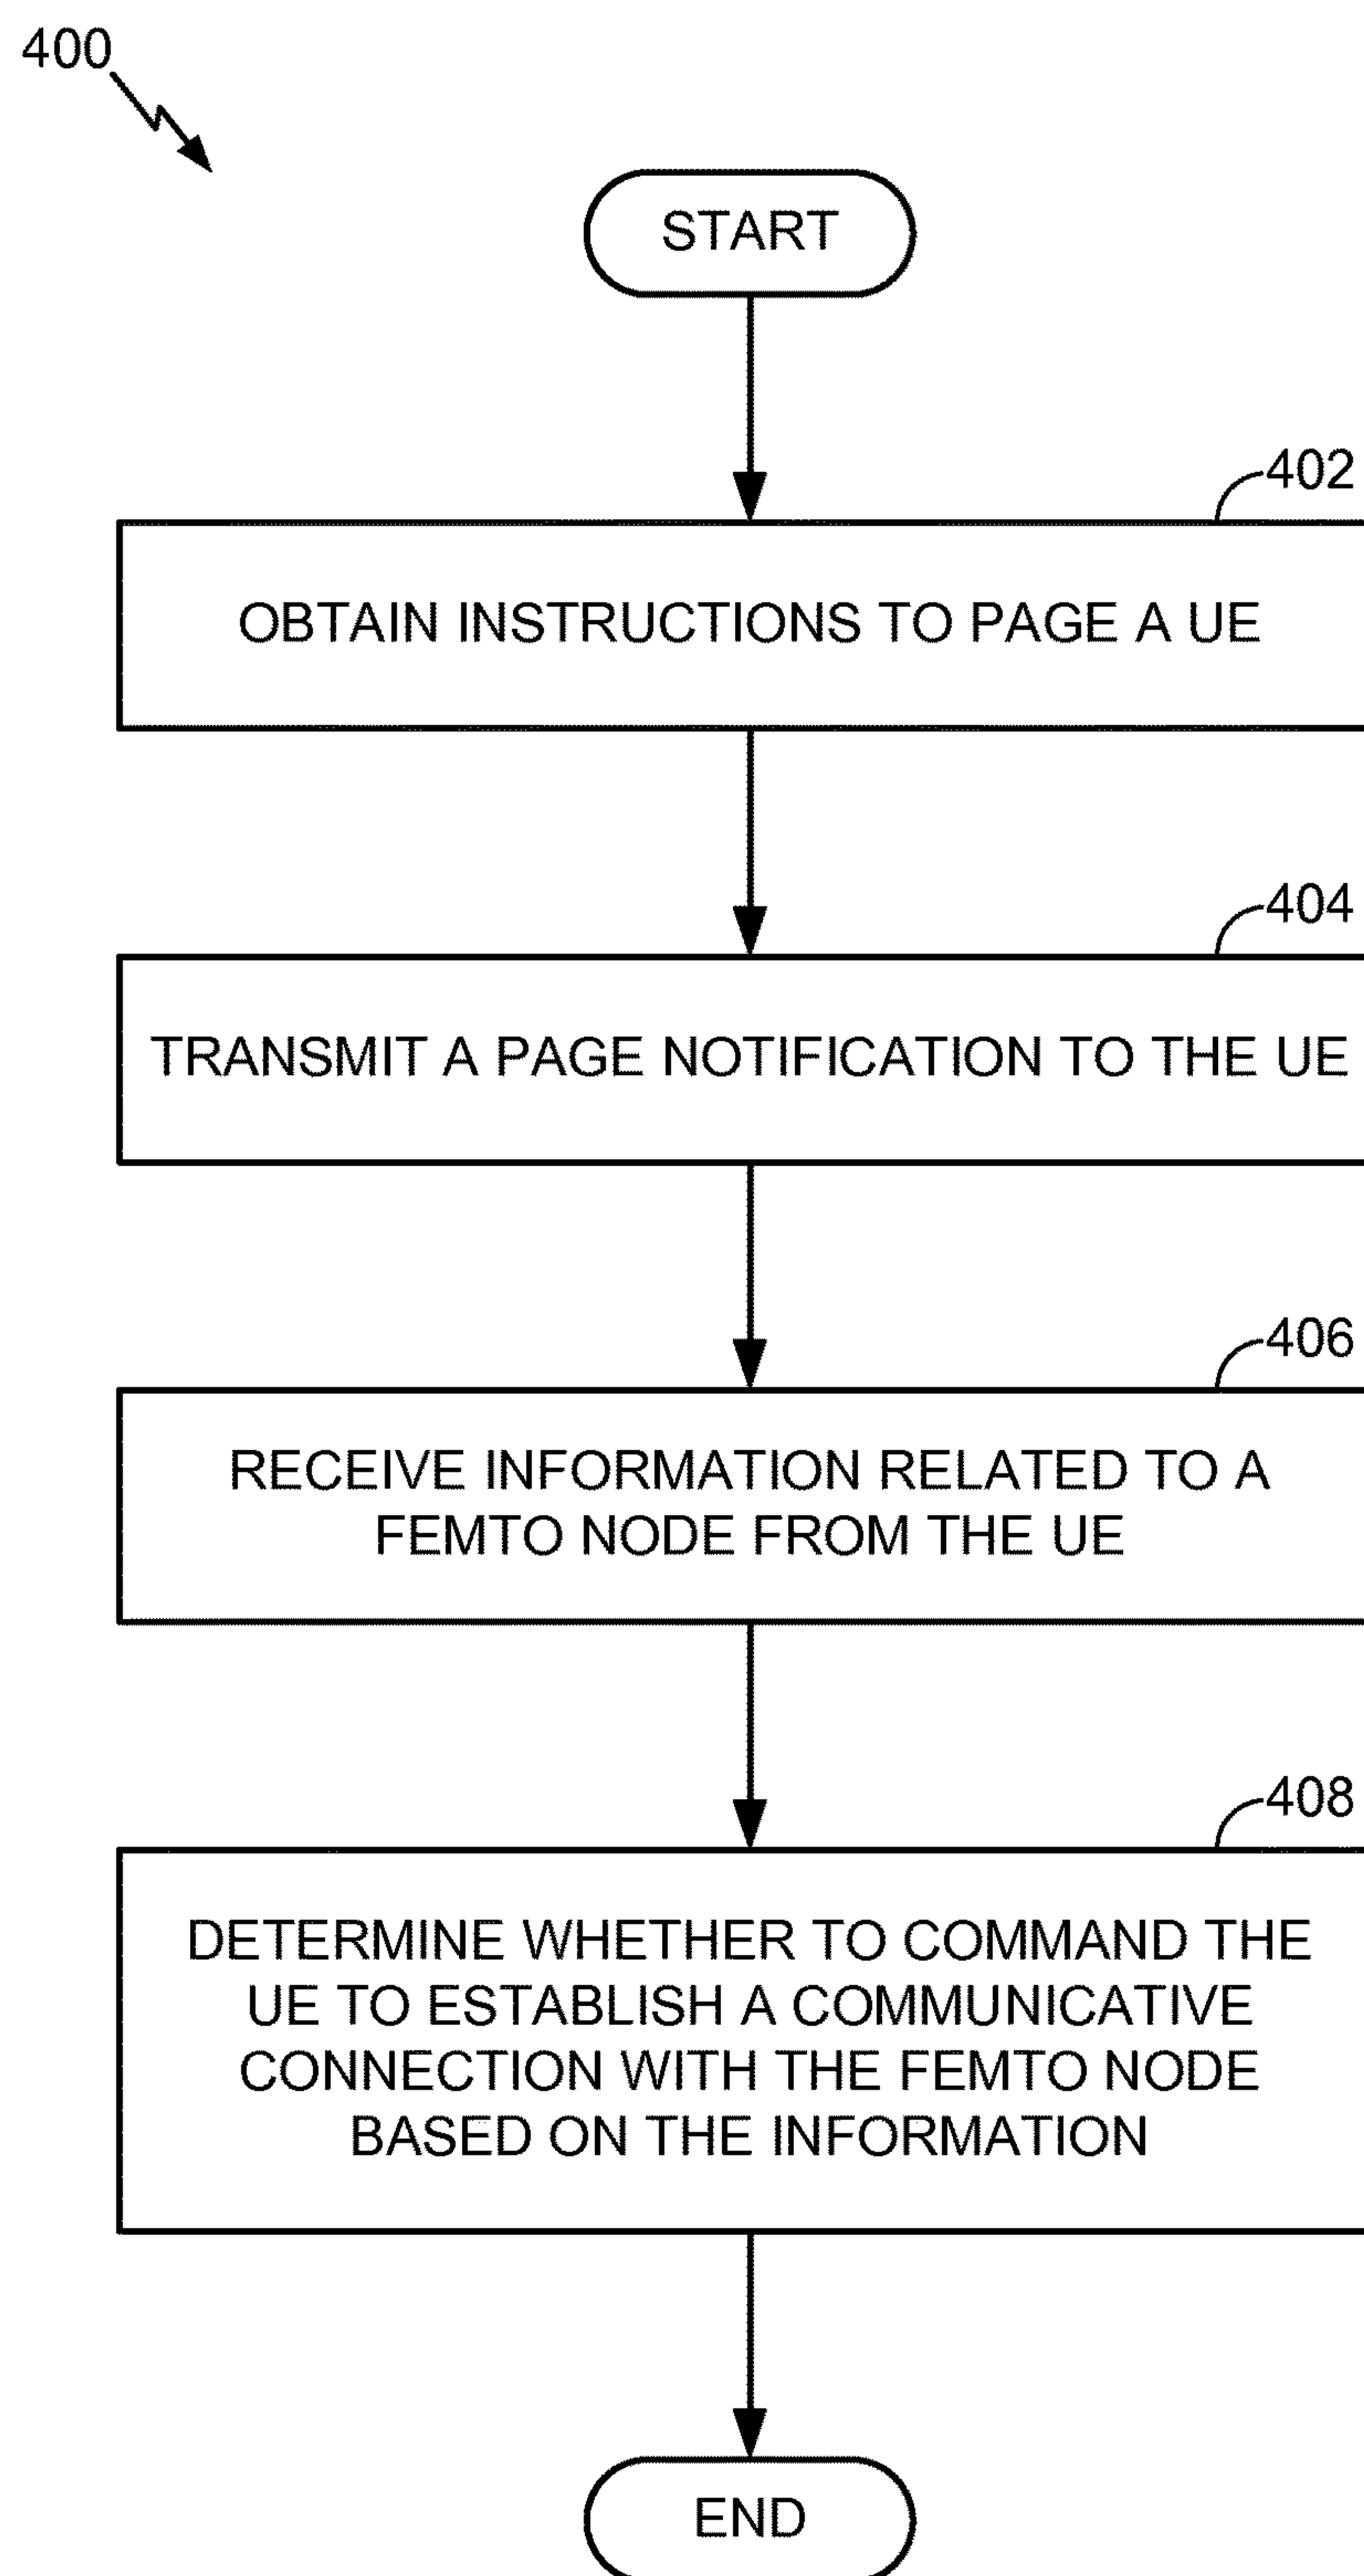 400
START
402
OBTAIN INSTRUCTIONS TO PAGE A UE
404
TRANSMIT A PAGE NOTIFICATION TO THE UE
406
RECEIVE INFORMATION RELATED TO A
FEMTO NODE FROM THE UE
408
DETERMINE WHETHER TO COMMAND THE
UE TO ESTABLISH A COMMUNICATIVE
CONNECTION WITH THE FEMTO NODE
BASED ON THE INFORMATION
END